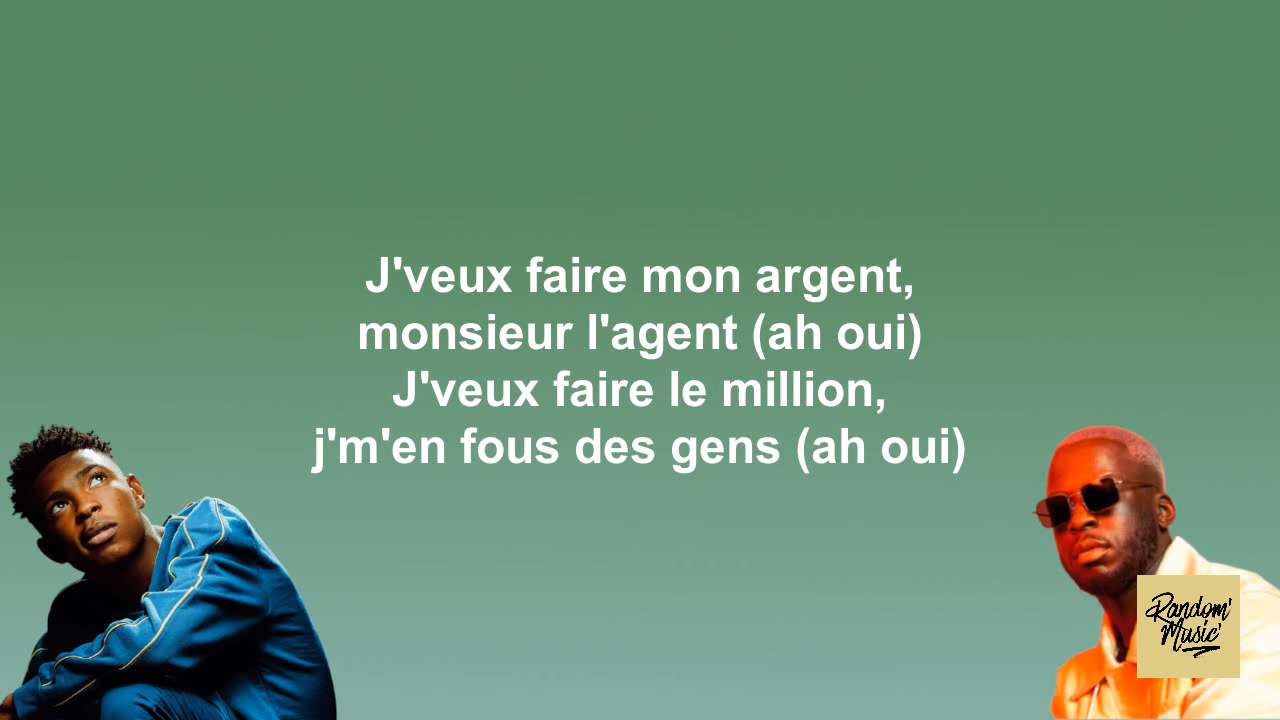 J'veux faire mon argent,
monsieur l'agent (ah oui)
J'veux faire le million,
j'm'en fous des gens (ah oui)
Random'
Music'